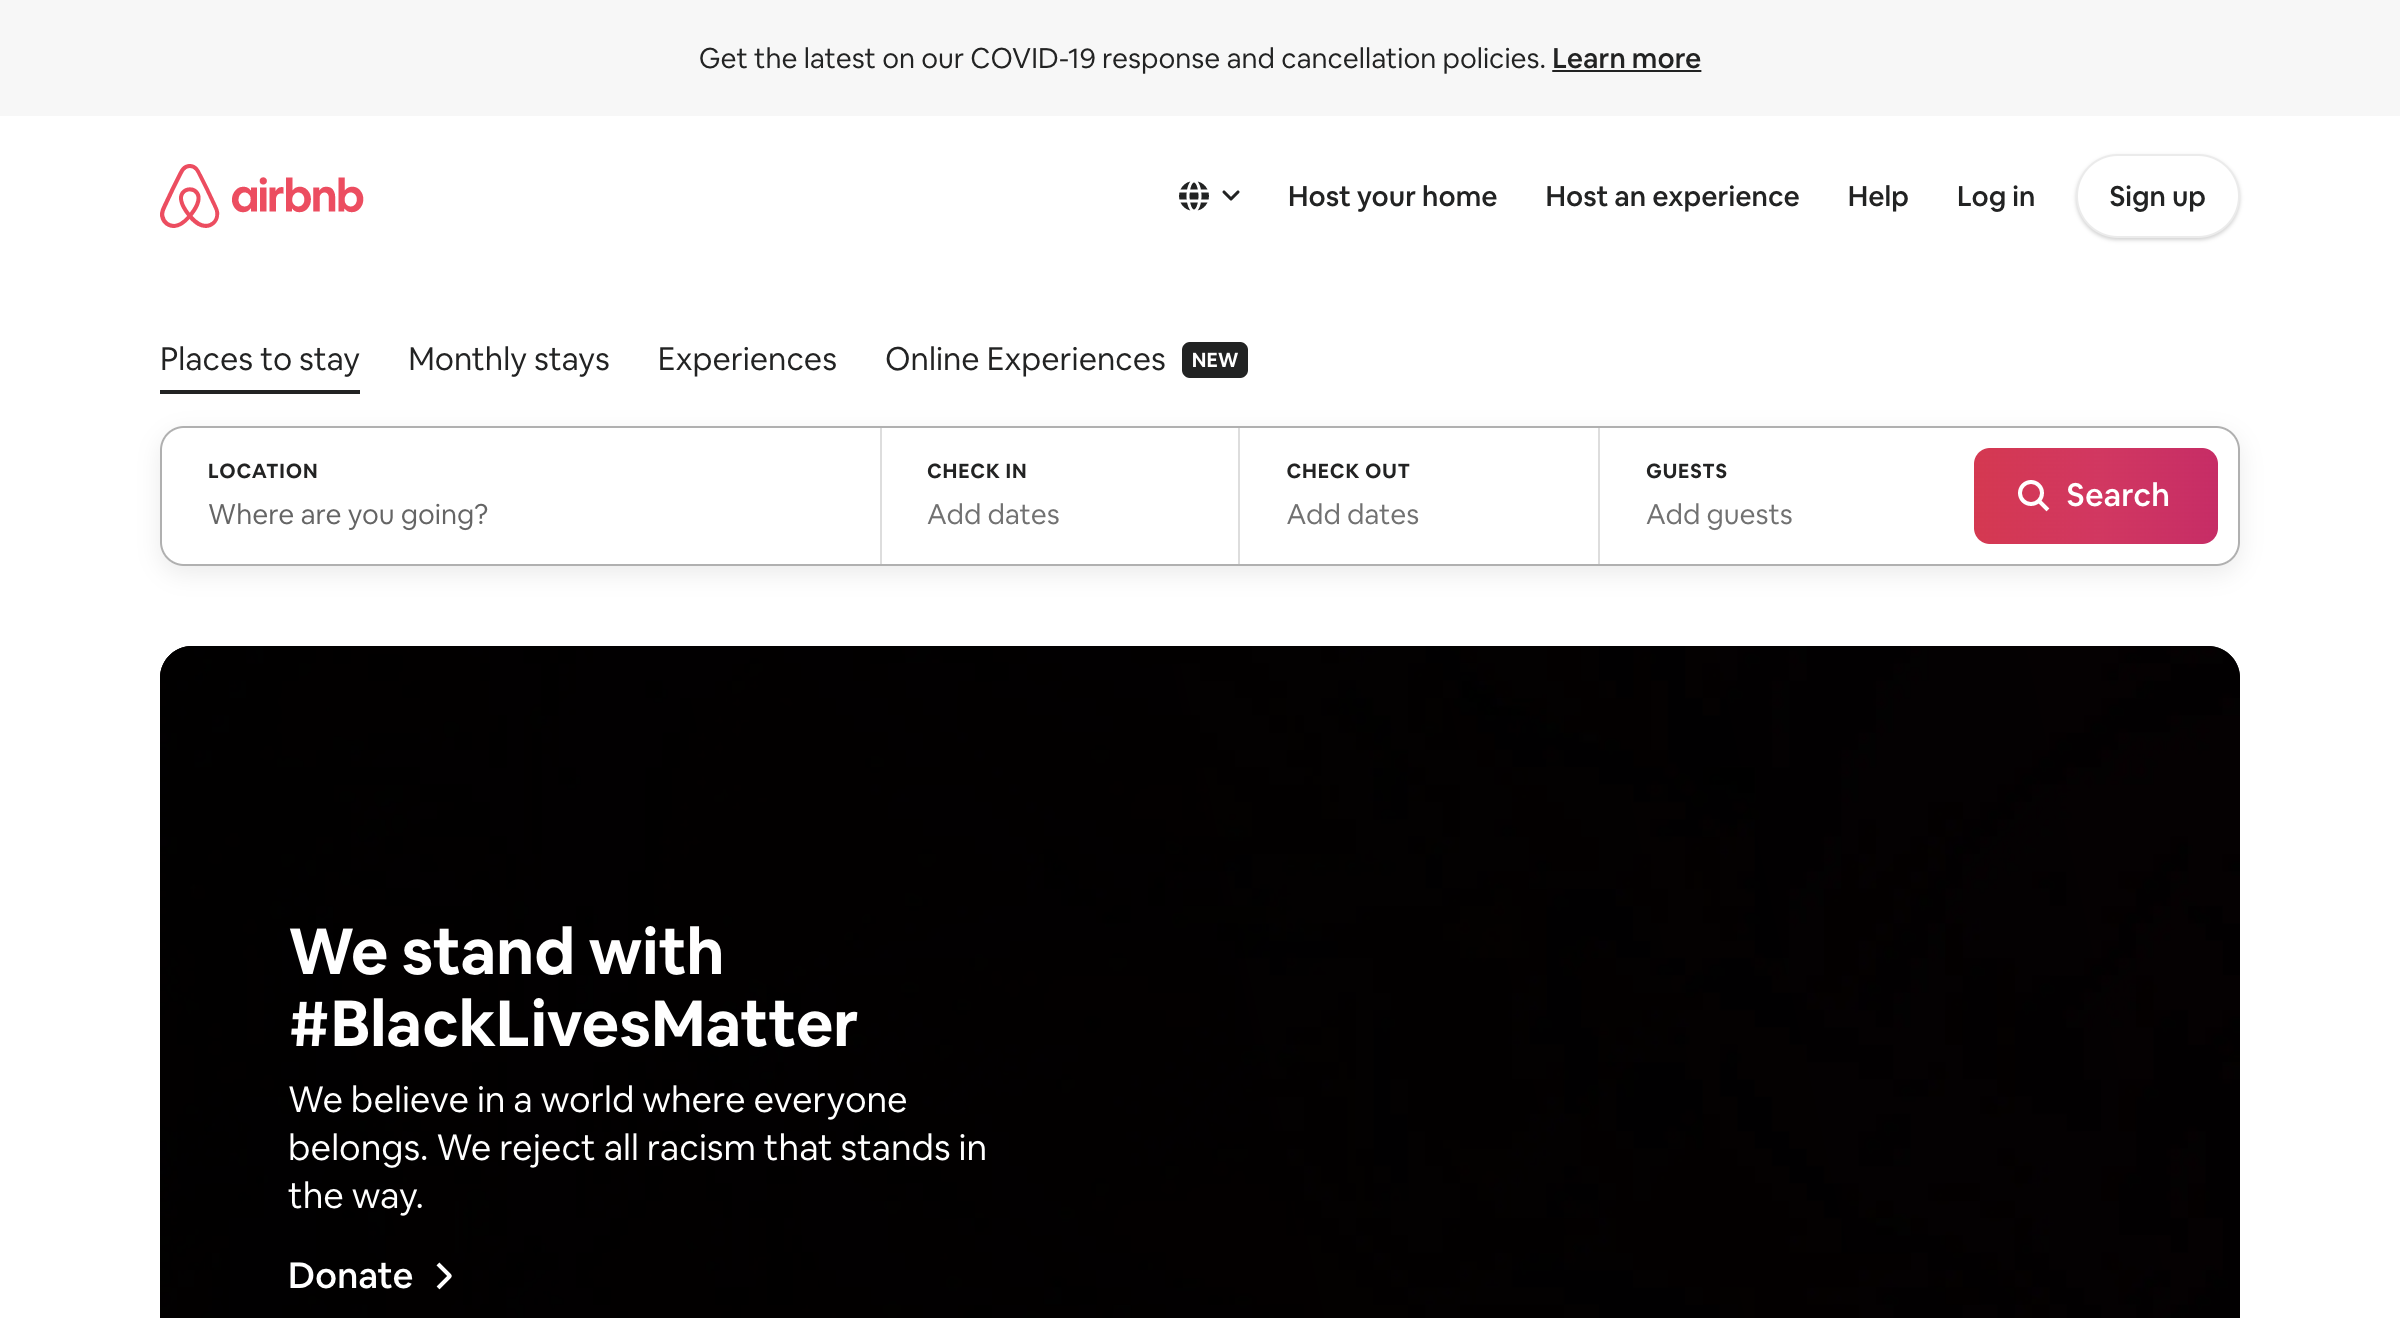 Get the latest on our COVID-19 response and cancellation policies. Learn more
airbnb
Host your home
Host an experience
Help
Log in
Sign up
Places to stay
Monthly stays
Experiences
Online Experiences NEW
LOCATION
Where are you going?
CHECK IN
Add dates
CHECK OUT
Add dates
GUESTS
Add guests
Search
We stand with
#BlackLivesMatter
We believe in a world where everyone
belongs. We reject all racism that stands in
the way.
Donate